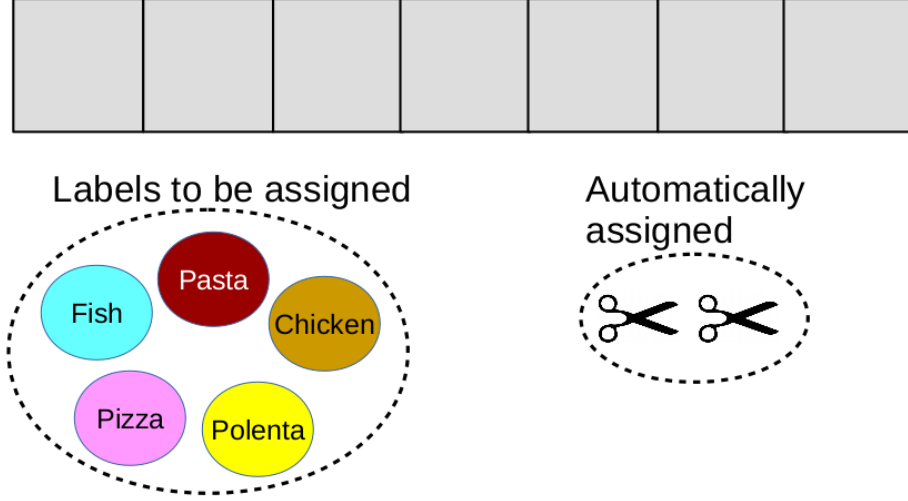 Labels to be assigned
Automatically
assigned
Pasta
Fish
Chicken
Pizza
Polenta